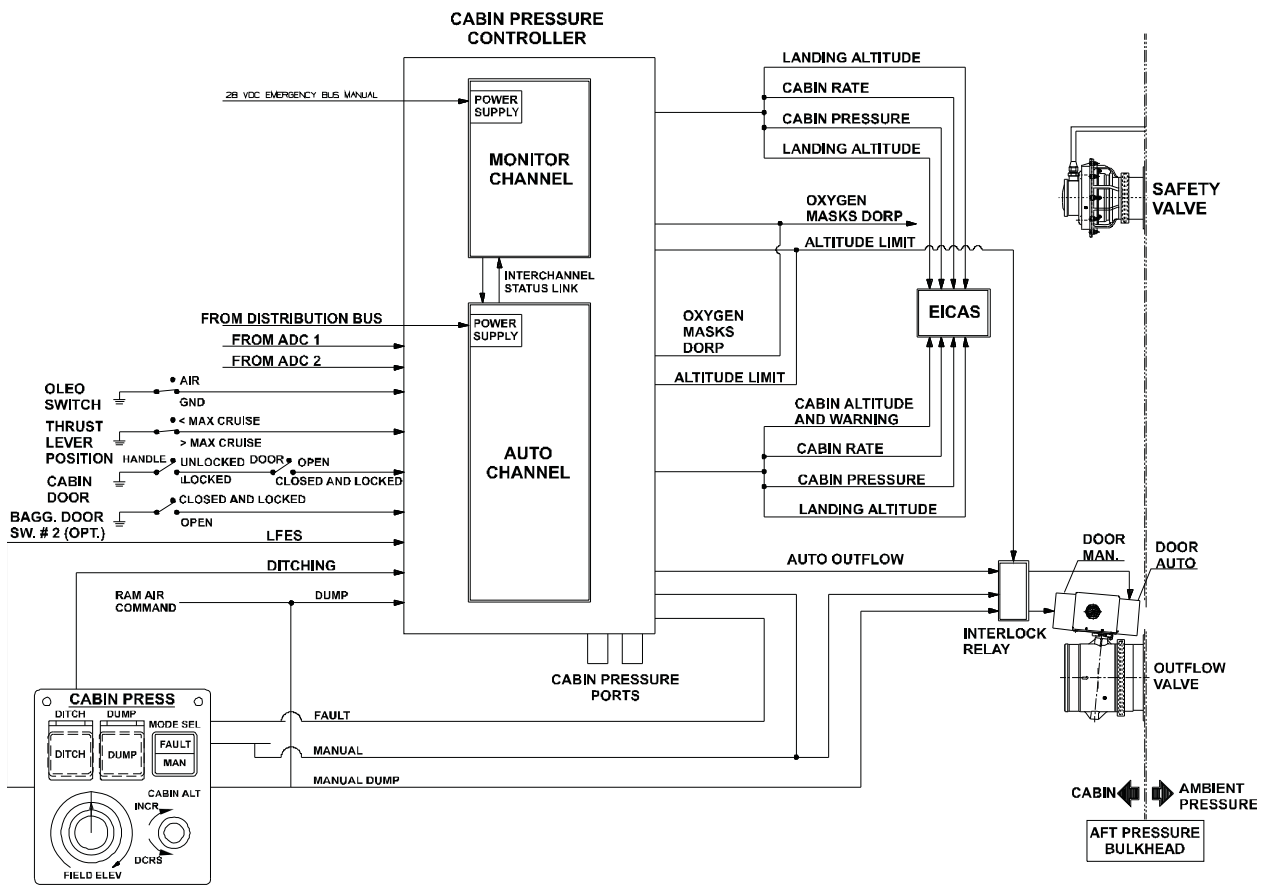 CABIN PRESSURE
CONTROLLER
28 VDC EMERGENCY BUS MANUAL
POWER
SUPPLY
MONITOR
CHANNEL
INTERCHANNEL
STATUS LINK
LANDING ALTITUDE
CABIN RATE
CABIN PRESSURE
LANDING ALTITUDE
OXYGEN
MASKS DORP
ALTITUDE LIMIT
SAFETY
VALVE
EICAS
FROM DISTRIBUTION BUS
POWER
SUPPLY
FROM ADC 1
FROM ADC 2
OXYGEN
MASKS
DORP
ALTITUDE LIMIT
OLEO
SWITCH
AIR
GND
THRUST
LEVER
POSITION
< MAX CRUISE
> MAX CRUISE
CABIN
DOOR
HANDLE
UNLOCKED
LOCKED
DOOR
OPEN
CLOSED AND LOCKED
BAGG. DOOR
SW. # 2 (OPT.)
CLOSED AND LOCKED
OPEN
LFES
DITCHING
RAM AIR
COMMAND
DUMP
AUTO
CHANNEL
CABIN ALTITUDE
AND WARNING
CABIN RATE
CABIN PRESSURE
LANDING ALTITUDE
AUTO OUTFLOW
DOOR
MAN.
DOOR
AUTO
INTERLOCK
RELAY
OUTFLOW
VALVE
CABIN PRESSURE
PORTS
CABIN PRESS
DITCH
DUMP
MODE SEL
DITCH
DUMP
FAULT
MAN
CABIN ALT
INCR
DCRS
FIELD ELEV
FAULT
MANUAL
MANUAL DUMP
CABIN
AMBIENT
PRESSURE
AFT PRESSURE
BULKHEAD